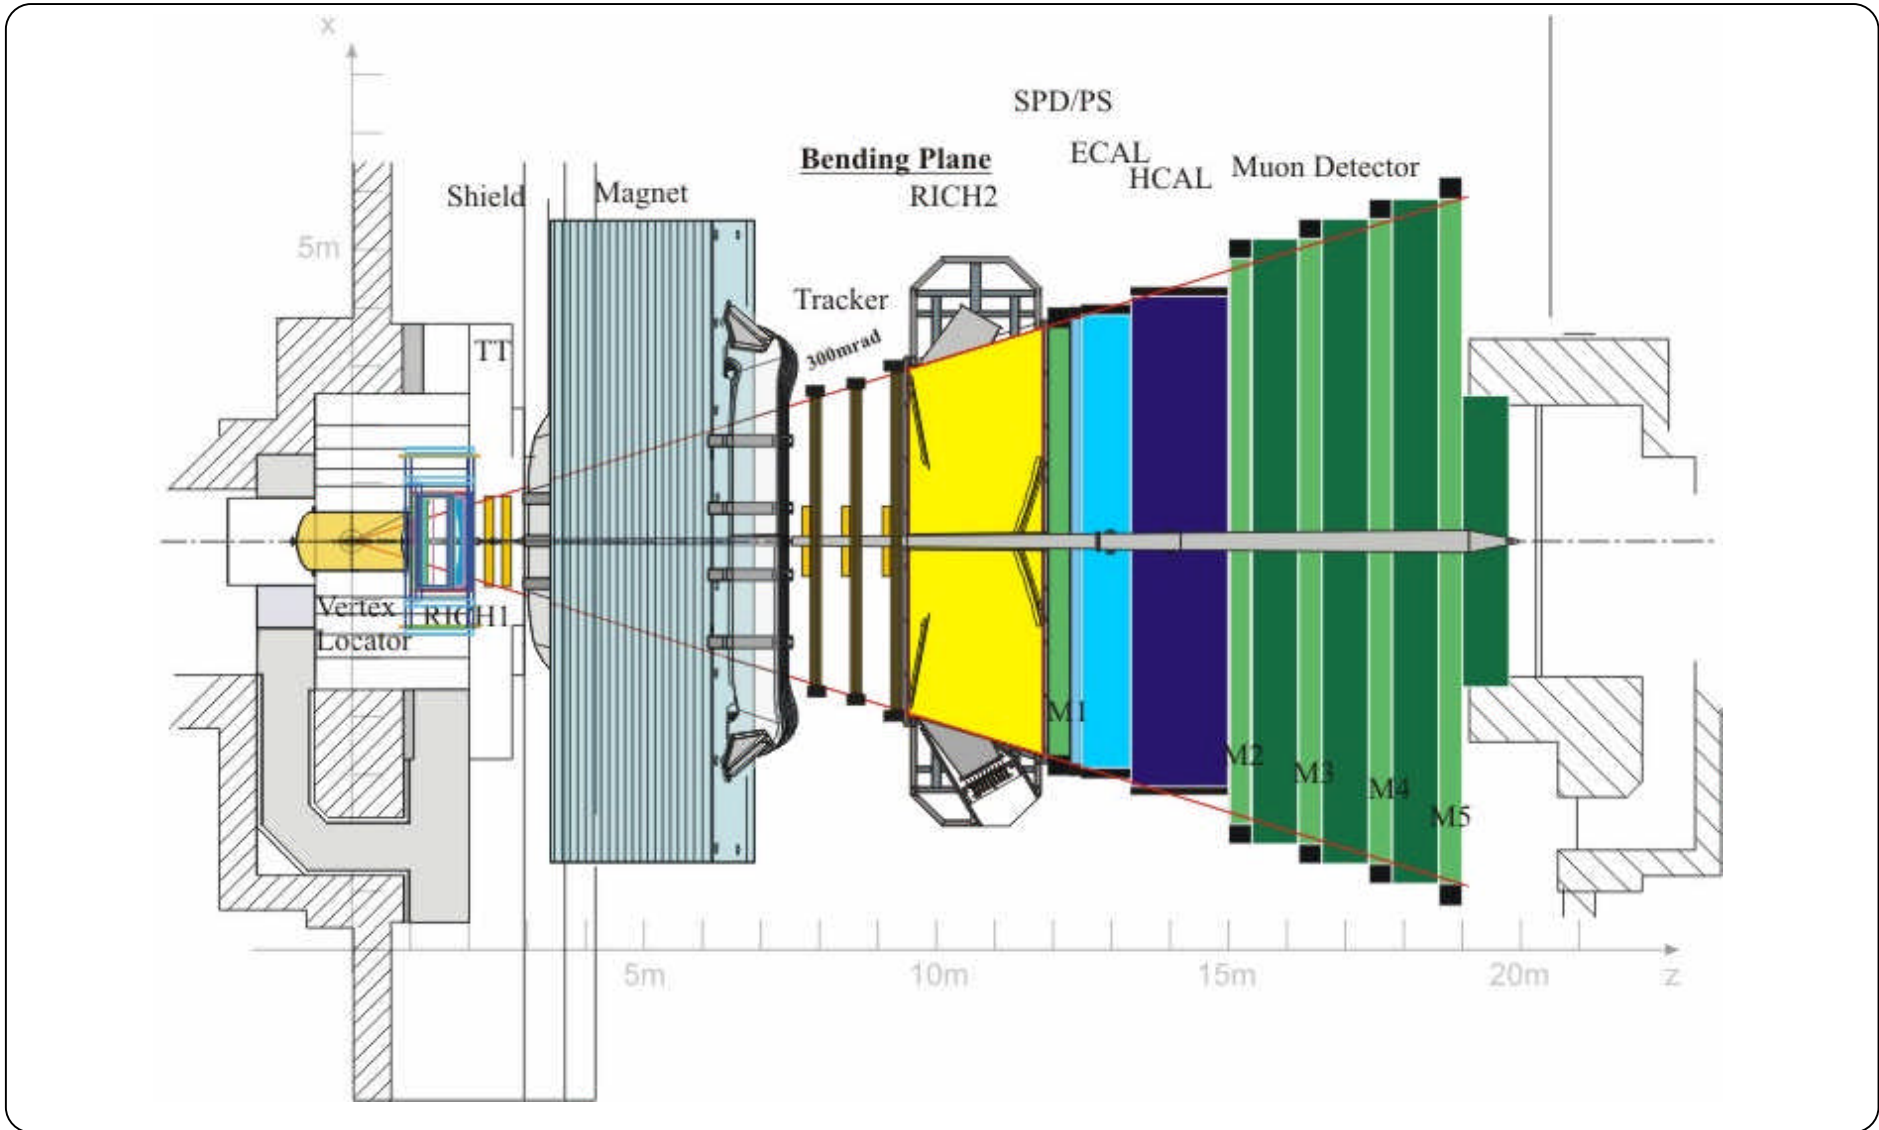 x
SPD/PS
ECAL
Bending Plane
Muon Detector
HCAL
Shield
Magnet
RICH2
5m
Tracker
300mrad
TT
Vertex
Locator
RICH1
M1
M2
M3
M4
M5
5m
10m
15m
20m
z